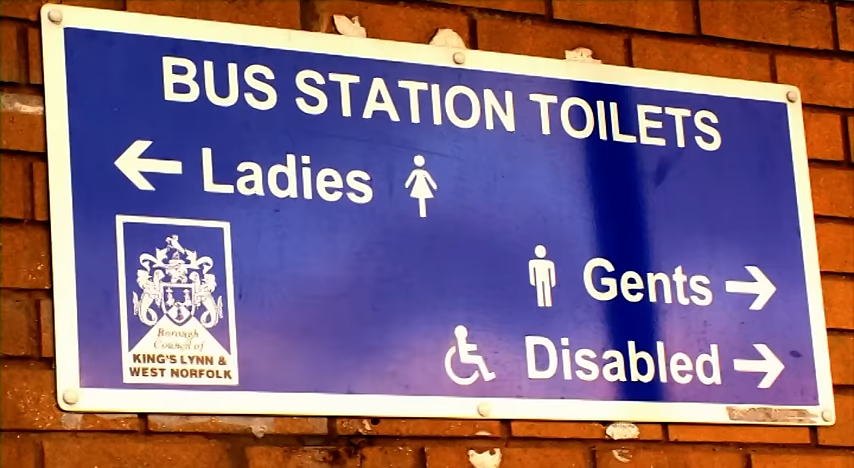 BUS STATION TOILETS
← Ladies
Gents →
Disabled →
Borough
Council of
KING'S LYNN &
WEST NORFOLK